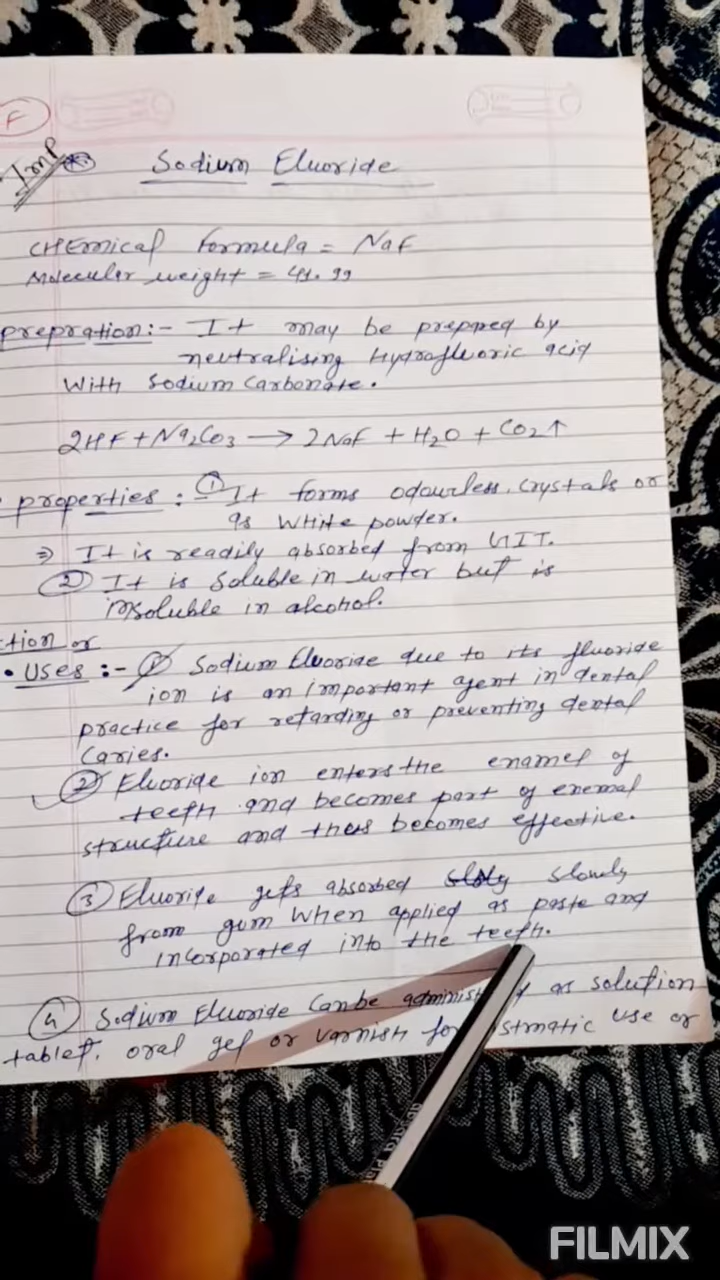 F
Imp
Sodium Fluoride
CHEmical Formula = NaF
Molecular weight = 41.99
prepration:- It may be prepared by
neutralising Hydrofluoric acid
With Sodium Carbonate.
2HF + Na2Co3 → 2NaF + H2O + CO2↑
properties: ① It forms odourless, crystals or
as White powder.
⇒ It is readily absorbed from GIT.
② It is Soluble in water but is
insoluble in alcohol.
ction or
• Uses :- ① Sodium Fluoride due to its fluoride
ion is an important agent in dental
practice for retarding or preventing dental
Caries.
② Fluoride ion enters the enamel of
teeth and becomes part of enemal
structure and thus becomes effective.
③ Fluoride gets absorbed slowly
from gum When applied as paste and
incorporated into the teeth.
④ Sodium Fluoride Can be administ as solution
tablet, oral gel or varnish for stmatic use or
FILMIX